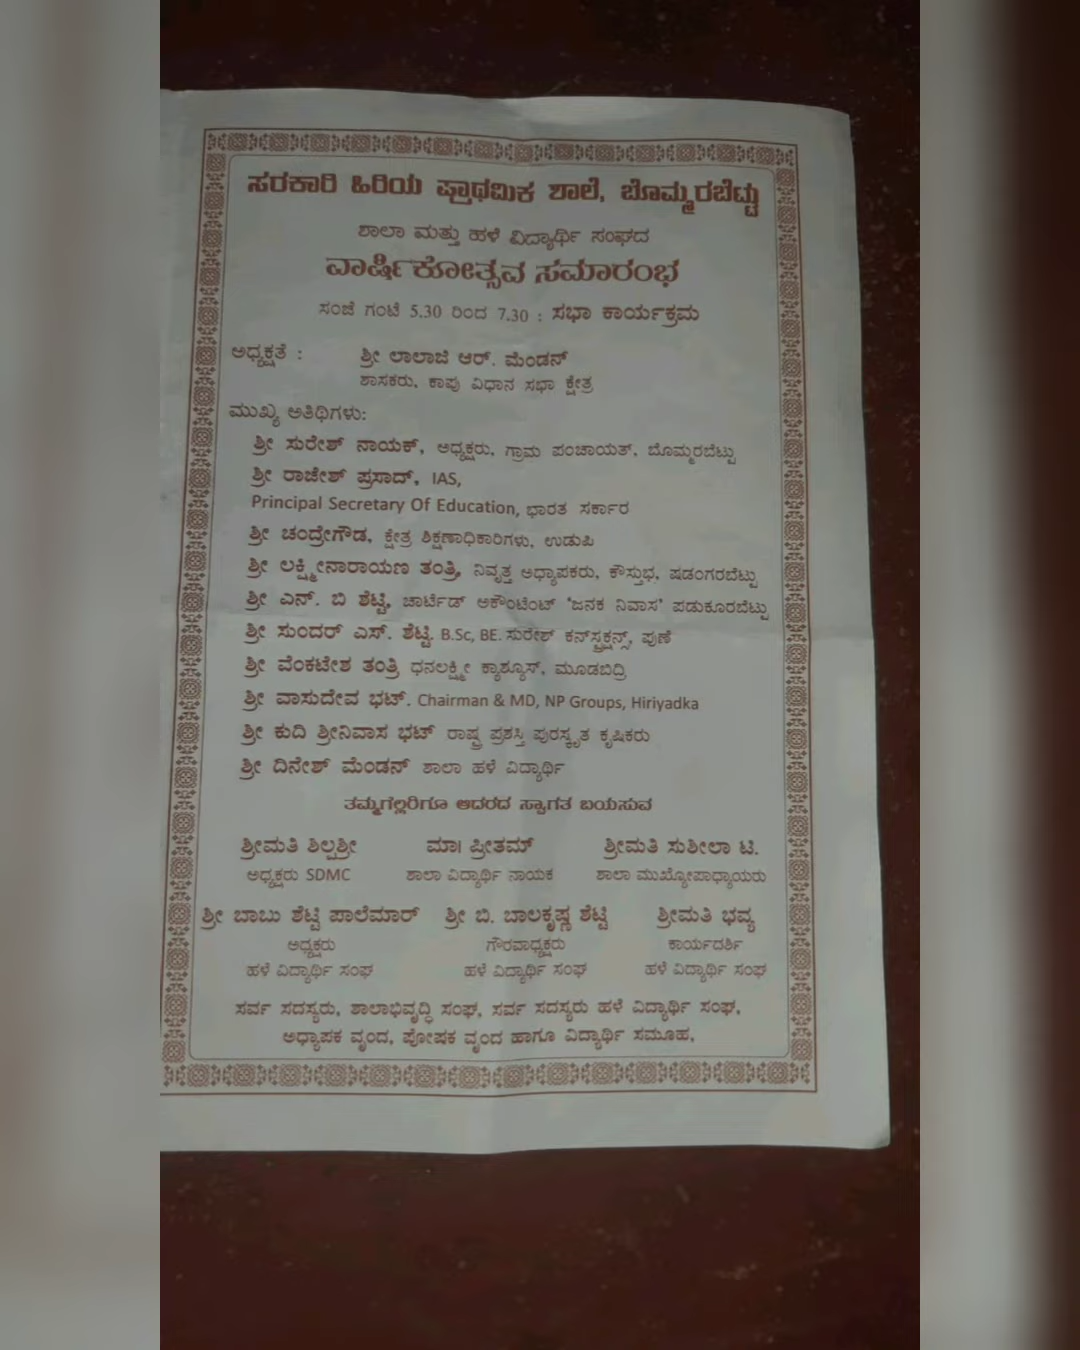 ಸರಕಾರಿ ಹಿರಿಯ ಪ್ರಾಥಮಿಕ ಶಾಲೆ, ಬೊಮ್ಮರಬೆಟ್ಟು
ಶಾಲಾ ಮತ್ತು ಹಳೆ ವಿದ್ಯಾರ್ಥಿ ಸಂಘದ
ವಾರ್ಷಿಕೋತ್ಸವ ಸಮಾರಂಭ
ಸಂಜೆ ಗಂಟೆ 5.30 ರಿಂದ 7.30 : ಸಭಾ ಕಾರ್ಯಕ್ರಮ
ಅಧ್ಯಕ್ಷತೆ : ಶ್ರೀ ಲಾಲಾಜಿ ಆರ್. ಮೆಂಡನ್
ಶಾಸಕರು, ಕಾಪು ವಿಧಾನ ಸಭಾ ಕ್ಷೇತ್ರ
ಮುಖ್ಯ ಅತಿಥಿಗಳು:
ಶ್ರೀ ಸುರೇಶ್ ನಾಯಕ್, ಅಧ್ಯಕ್ಷರು, ಗ್ರಾಮ ಪಂಚಾಯತ್, ಬೊಮ್ಮರಬೆಟ್ಟು
ಶ್ರೀ ರಾಜೇಶ್ ಪ್ರಸಾದ್, IAS,
Principal Secretary Of Education, ಭಾರತ ಸರ್ಕಾರ
ಶ್ರೀ ಚಂದ್ರೇಗೌಡ, ಕ್ಷೇತ್ರ ಶಿಕ್ಷಣಾಧಿಕಾರಿಗಳು, ಉಡುಪಿ
ಶ್ರೀ ಲಕ್ಷ್ಮೀನಾರಾಯಣ ತಂತ್ರಿ, ನಿವೃತ್ತ ಅಧ್ಯಾಪಕರು, ಕೌಸ್ತುಭ, ಷಡಂಗರಬೆಟ್ಟು
ಶ್ರೀ ಎನ್. ಬಿ ಶೆಟ್ಟಿ, ಚಾರ್ಟೆಡ್ ಅಕೌಂಟೆಂಟ್ 'ಜನಕ ನಿವಾಸ' ಪಡುಕೂರಬೆಟ್ಟು
ಶ್ರೀ ಸುಂದರ್ ಎಸ್. ಶೆಟ್ಟಿ. B.Sc, BE. ಸುರೇಶ್ ಕನ್‌ಸ್ಟ್ರಕ್ಷನ್ಸ್, ಪುಣೆ
ಶ್ರೀ ವೆಂಕಟೇಶ ತಂತ್ರಿ ಧನಲಕ್ಷ್ಮೀ ಕ್ಯಾಶ್ಯೂಸ್, ಮೂಡಬಿದ್ರಿ
ಶ್ರೀ ವಾಸುದೇವ ಭಟ್. Chairman & MD, NP Groups, Hiriyadka
ಶ್ರೀ ಕುದಿ ಶ್ರೀನಿವಾಸ ಭಟ್ ರಾಷ್ಟ್ರ ಪ್ರಶಸ್ತಿ ಪುರಸ್ಕೃತ ಕೃಷಿಕರು
ಶ್ರೀ ದಿನೇಶ್ ಮೆಂಡನ್ ಶಾಲಾ ಹಳೆ ವಿದ್ಯಾರ್ಥಿ
ತಮ್ಮಗೆಲ್ಲರಿಗೂ ಆದರದ ಸ್ವಾಗತ ಬಯಸುವ
ಶ್ರೀಮತಿ ಶಿಲ್ಪಶ್ರೀ ಮಾ। ಪ್ರೀತಮ್ ಶ್ರೀಮತಿ ಸುಶೀಲಾ ಟಿ.
ಅಧ್ಯಕ್ಷರು SDMC ಶಾಲಾ ವಿದ್ಯಾರ್ಥಿ ನಾಯಕ ಶಾಲಾ ಮುಖ್ಯೋಪಾಧ್ಯಾಯರು
ಶ್ರೀ ಬಾಬು ಶೆಟ್ಟಿ ಪಾಲೆಮಾರ್ ಶ್ರೀ ಬಿ. ಬಾಲಕೃಷ್ಣ ಶೆಟ್ಟಿ ಶ್ರೀಮತಿ ಭವ್ಯ
ಅಧ್ಯಕ್ಷರು ಗೌರವಾಧ್ಯಕ್ಷರು ಕಾರ್ಯದರ್ಶಿ
ಹಳೆ ವಿದ್ಯಾರ್ಥಿ ಸಂಘ ಹಳೆ ವಿದ್ಯಾರ್ಥಿ ಸಂಘ ಹಳೆ ವಿದ್ಯಾರ್ಥಿ ಸಂಘ
ಸರ್ವ ಸದಸ್ಯರು, ಶಾಲಾಭಿವೃದ್ಧಿ ಸಂಘ, ಸರ್ವ ಸದಸ್ಯರು ಹಳೆ ವಿದ್ಯಾರ್ಥಿ ಸಂಘ,
ಅಧ್ಯಾಪಕ ವೃಂದ, ಪೋಷಕ ವೃಂದ ಹಾಗೂ ವಿದ್ಯಾರ್ಥಿ ಸಮೂಹ,